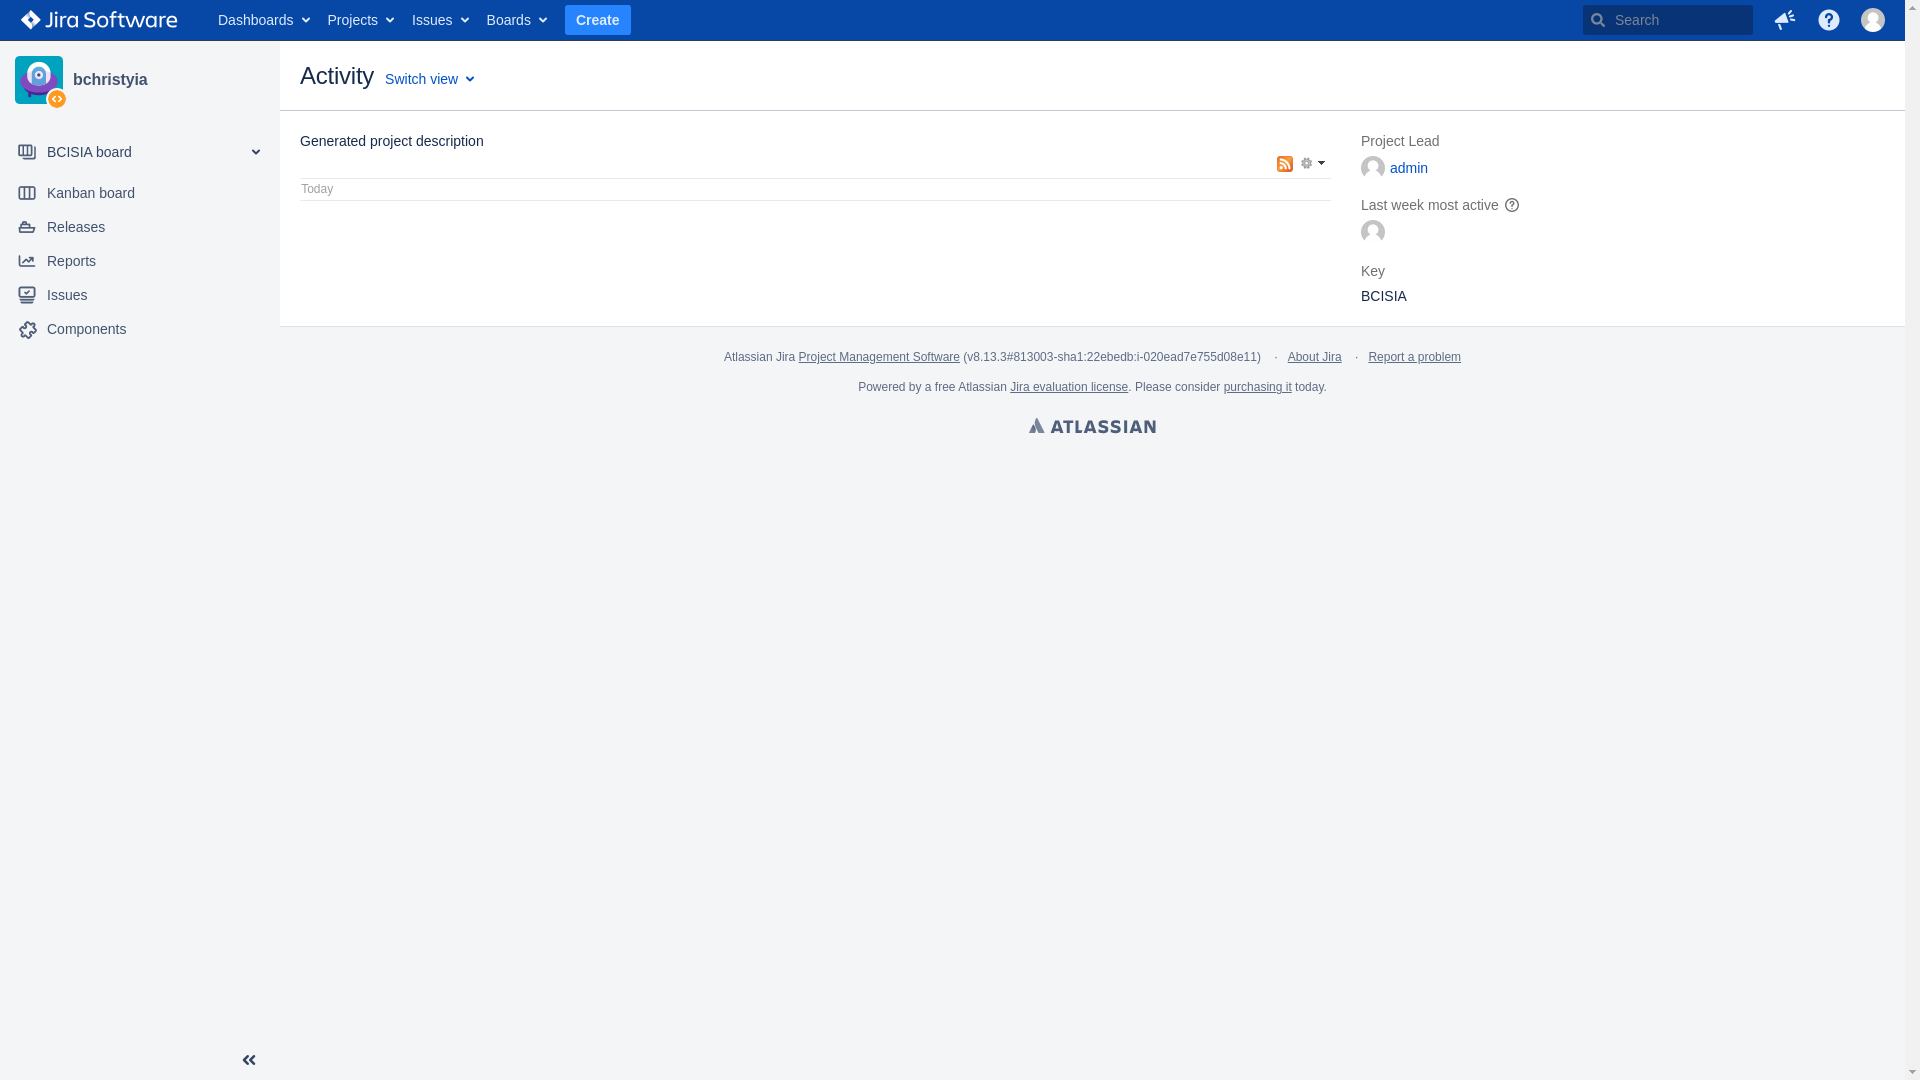 Jira Software Dashboards Projects Issues Boards Create Search
bchristyia
BCISIA board
Kanban board
Releases
Reports
Issues
Components
Activity Switch view
Generated project description
Today
Project Lead
admin
Last week most active
Key
BCISIA
Atlassian Jira Project Management Software (v8.13.3#813003-sha1:22ebedb:i-020ead7e755d08e11) · About Jira · Report a problem
Powered by a free Atlassian Jira evaluation license. Please consider purchasing it today.
ATLASSIAN